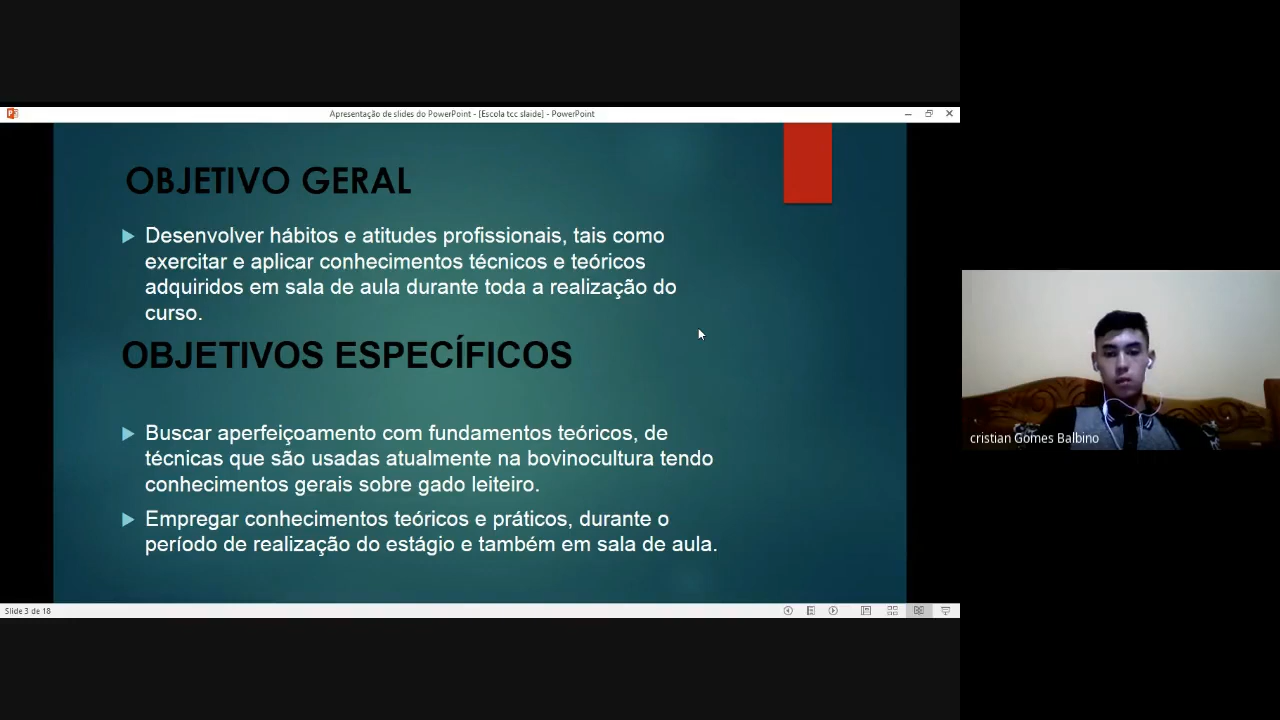 Apresentação de slides do PowerPoint - [Escola tcc slaide] - PowerPoint
OBJETIVO GERAL
Desenvolver hábitos e atitudes profissionais, tais como
exercitar e aplicar conhecimentos técnicos e teóricos
adquiridos em sala de aula durante toda a realização do
curso.
OBJETIVOS ESPECÍFICOS
Buscar aperfeiçoamento com fundamentos teóricos, de
técnicas que são usadas atualmente na bovinocultura tendo
conhecimentos gerais sobre gado leiteiro.
Empregar conhecimentos teóricos e práticos, durante o
período de realização do estágio e também em sala de aula.
Slide 3 de 18
cristian Gomes Balbino